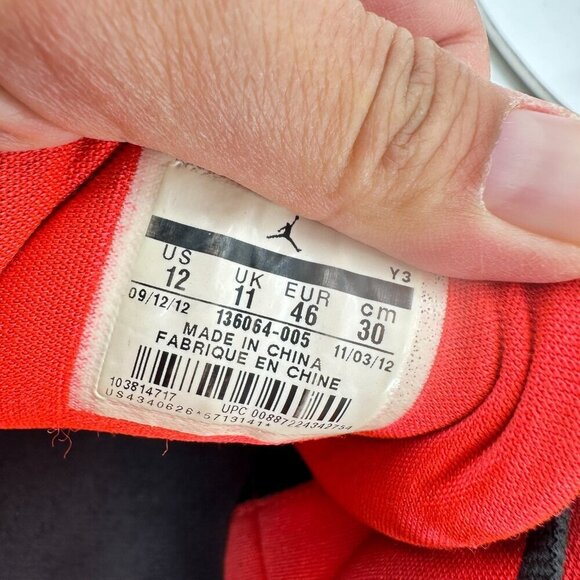 Y3
US UK EUR cm
12 11 46 30
09/12/12 136064-005 11/03/12
MADE IN CHINA
FABRIQUE EN CHINE
103814717 UPC 00887224342754
US4340626*5713141*